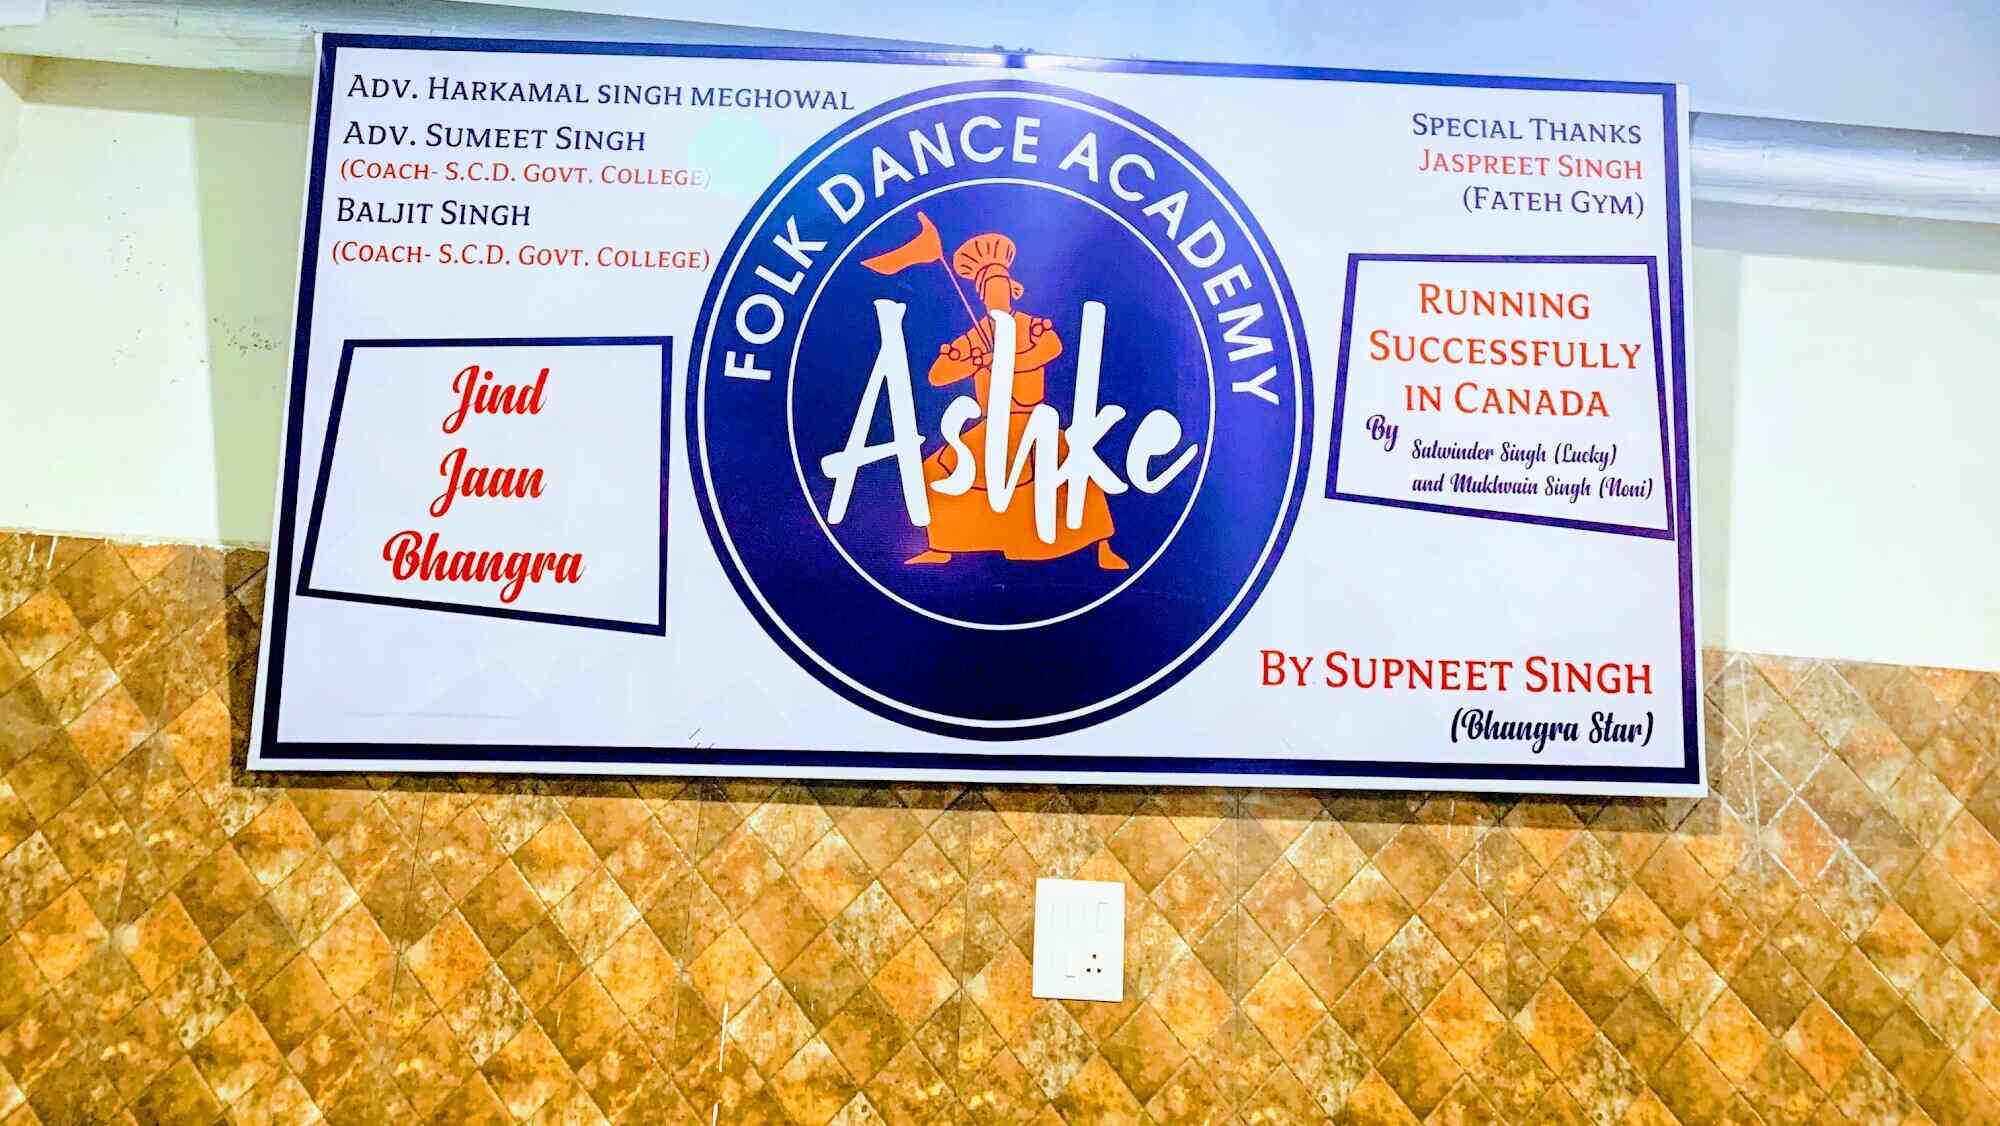 ADV. HARKAMAL SINGH MEGHOWAL
ADV. SUMEET SINGH
(COACH- S.C.D. GOVT. COLLEGE)
BALJIT SINGH
(COACH- S.C.D. GOVT. COLLEGE)
Jind
Jaan
Bhangra
FOLK DANCE ACADEMY
Ashke
SPECIAL THANKS
JASPREET SINGH
(FATEH GYM)
RUNNING
SUCCESSFULLY
IN CANADA
By Satwinder Singh (Lucky)
and Mukhvain Singh (Noni)
BY SUPNEET SINGH
(Bhangra Star)